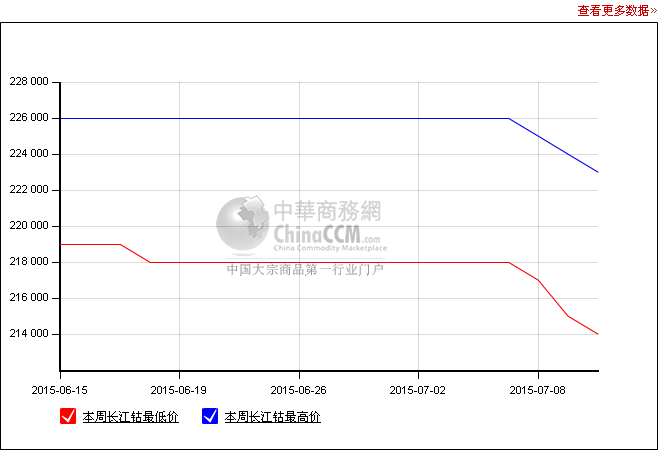 查看更多数据»
228 000
226 000
224 000
222 000
220 000
218 000
216 000
214 000
中華商務網
ChinaCCM.com
China Commodity Marketplace
中国大宗商品第一行业门户
2015-06-15 2015-06-19 2015-06-26 2015-07-02 2015-07-08
本周长江钴最低价 本周长江钴最高价